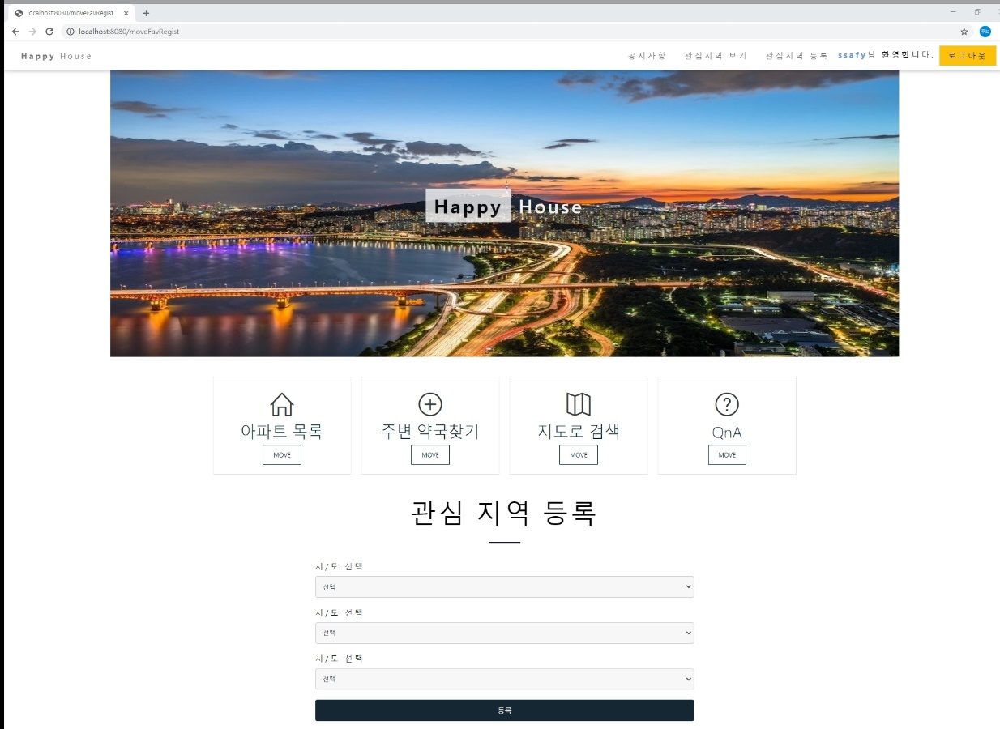 localhost:8080/moveFavRegist
localhost:8080/moveFavRegist
Happy House
공지사항 관심지역 보기 관심지역 등록 ssafy님 환영합니다. 로그아웃
Happy House
아파트 목록 주변 약국찾기 지도로 검색 QnA
MOVE MOVE MOVE MOVE
관심 지역 등록
시/도 선택
선택
시/도 선택
선택
시/도 선택
선택
등록